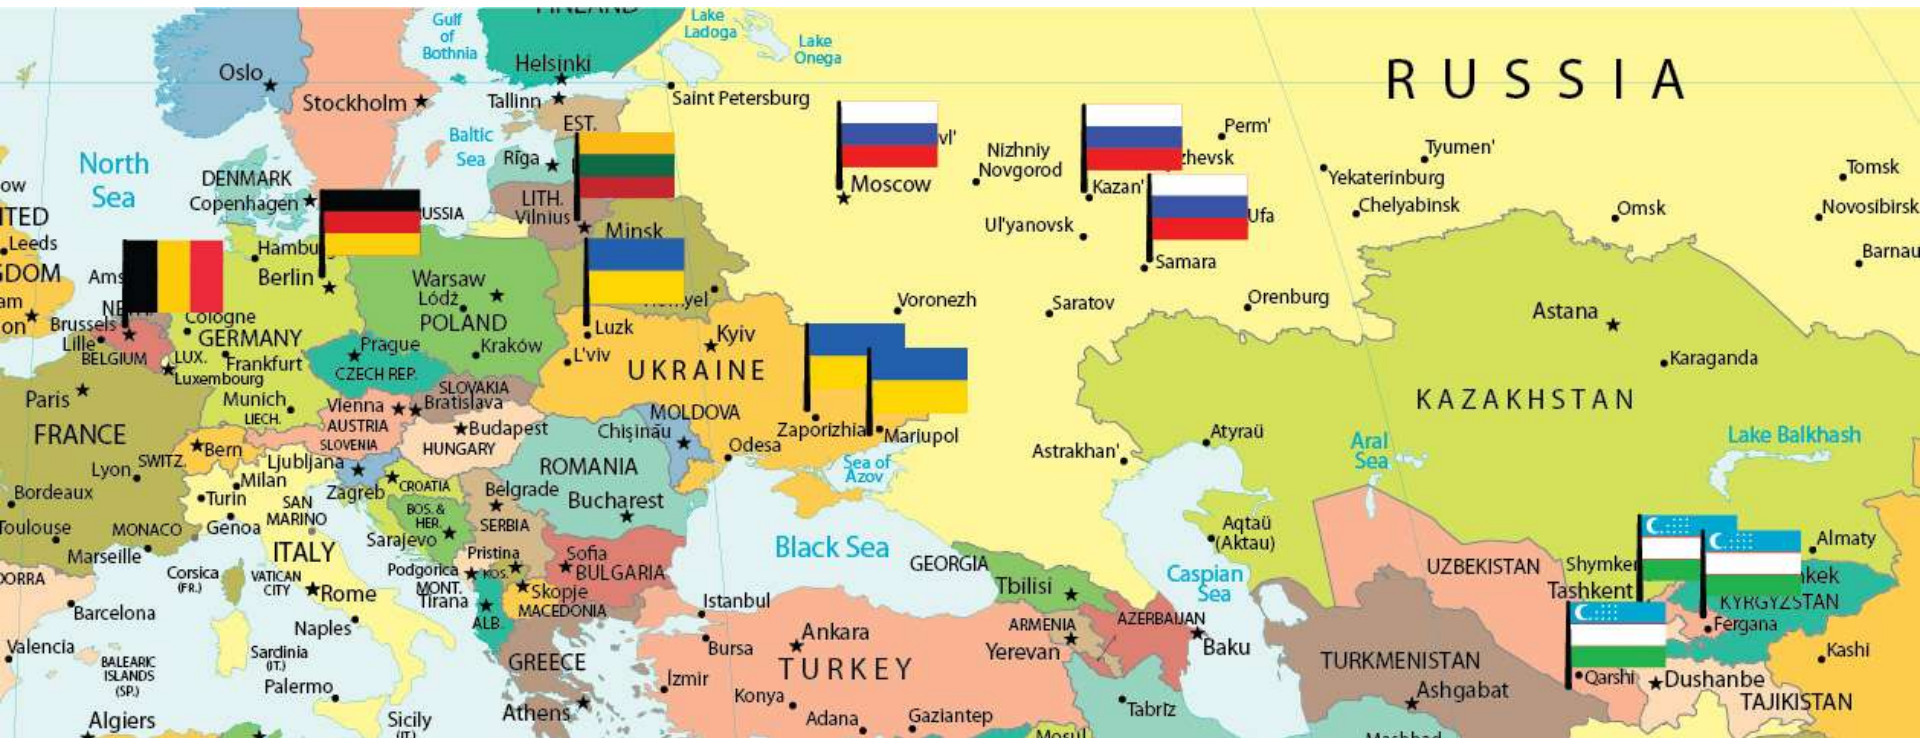 Gulf
of
Bothnia
Lake
Ladoga
Lake
Onega
Oslo
Stockholm
Helsinki
Tallinn
Saint Petersburg
EST.
Baltic
Sea
Rīga
North
Sea
DENMARK
Copenhagen
LITH.
Vilnius
Minsk
Moscow
Nizhniy
Novgorod
Kazan'
Perm'
Ul'yanovsk
Samara
Ufa
RUSSIA
Tyumen'
Yekaterinburg
Chelyabinsk
Omsk
Tomsk
Novosibirsk
Leeds
Berlin
Warsaw
Łódź
POLAND
Kraków
Voronezh
Saratov
Orenburg
Astana
Karaganda
KAZAKHSTAN
Brussels
Lille
BELGIUM
LUX.
Luxembourg
Cologne
GERMANY
Frankfurt
Prague
CZECH REP.
Luzk
L'viv
Kyiv
UKRAINE
Paris
FRANCE
Munich
LIECH.
Vienna
AUSTRIA
SLOVENIA
SLOVAKIA
Bratislava
Budapest
HUNGARY
MOLDOVA
Chişinău
Odesa
Zaporizhia
Mariupol
Sea of
Azov
Astrakhan'
Atyraü
Aral
Sea
Lake Balkhash
Lyon
SWITZ
Bern
Ljubljana
Zagreb
CROATIA
ROMANIA
Bucharest
Belgrade
SERBIA
Bordeaux
Toulouse
MONACO
Marseille
Milan
Turin
Genoa
SAN
MARINO
BOS. &
HER.
Sarajevo
ITALY
Corsica
(FR.)
VATICAN
CITY
Rome
Podgorica
MONT.
Pristina
KOS.
Tirana
ALB.
Sofia
BULGARIA
Skopje
MACEDONIA
Black Sea
GEORGIA
Tbilisi
Caspian
Sea
Aqtaü
(Aktau)
UZBEKISTAN
Tashkent
Almaty
KYRGYZSTAN
Fergana
Barcelona
Valencia
BALEARIC
ISLANDS
(SP.)
Sardinia
(IT.)
Naples
Palermo
Sicily
Algiers
GREECE
Athens
Istanbul
Bursa
İzmir
Ankara
TURKEY
Konya
Adana
Gaziantep
ARMENIA
Yerevan
AZERBAIJAN
Baku
Tabrīz
TURKMENISTAN
Ashgabat
Qarshi
Dushanbe
TAJIKISTAN
Kashi